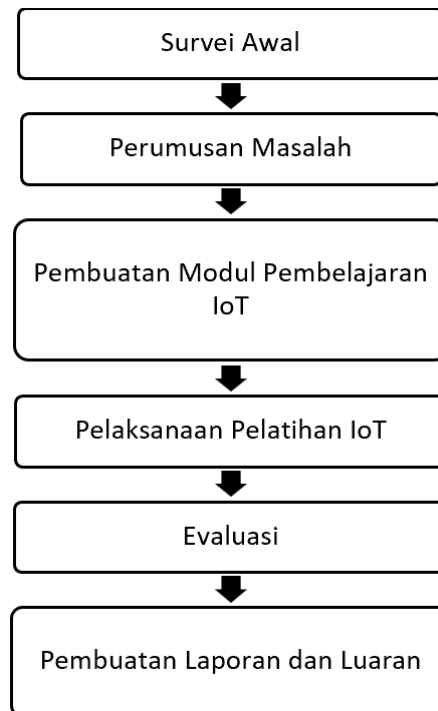 Survei Awal
Perumusan Masalah
Pembuatan Modul Pembelajaran
IoT
Pelaksanaan Pelatihan IoT
Evaluasi
Pembuatan Laporan dan Luaran